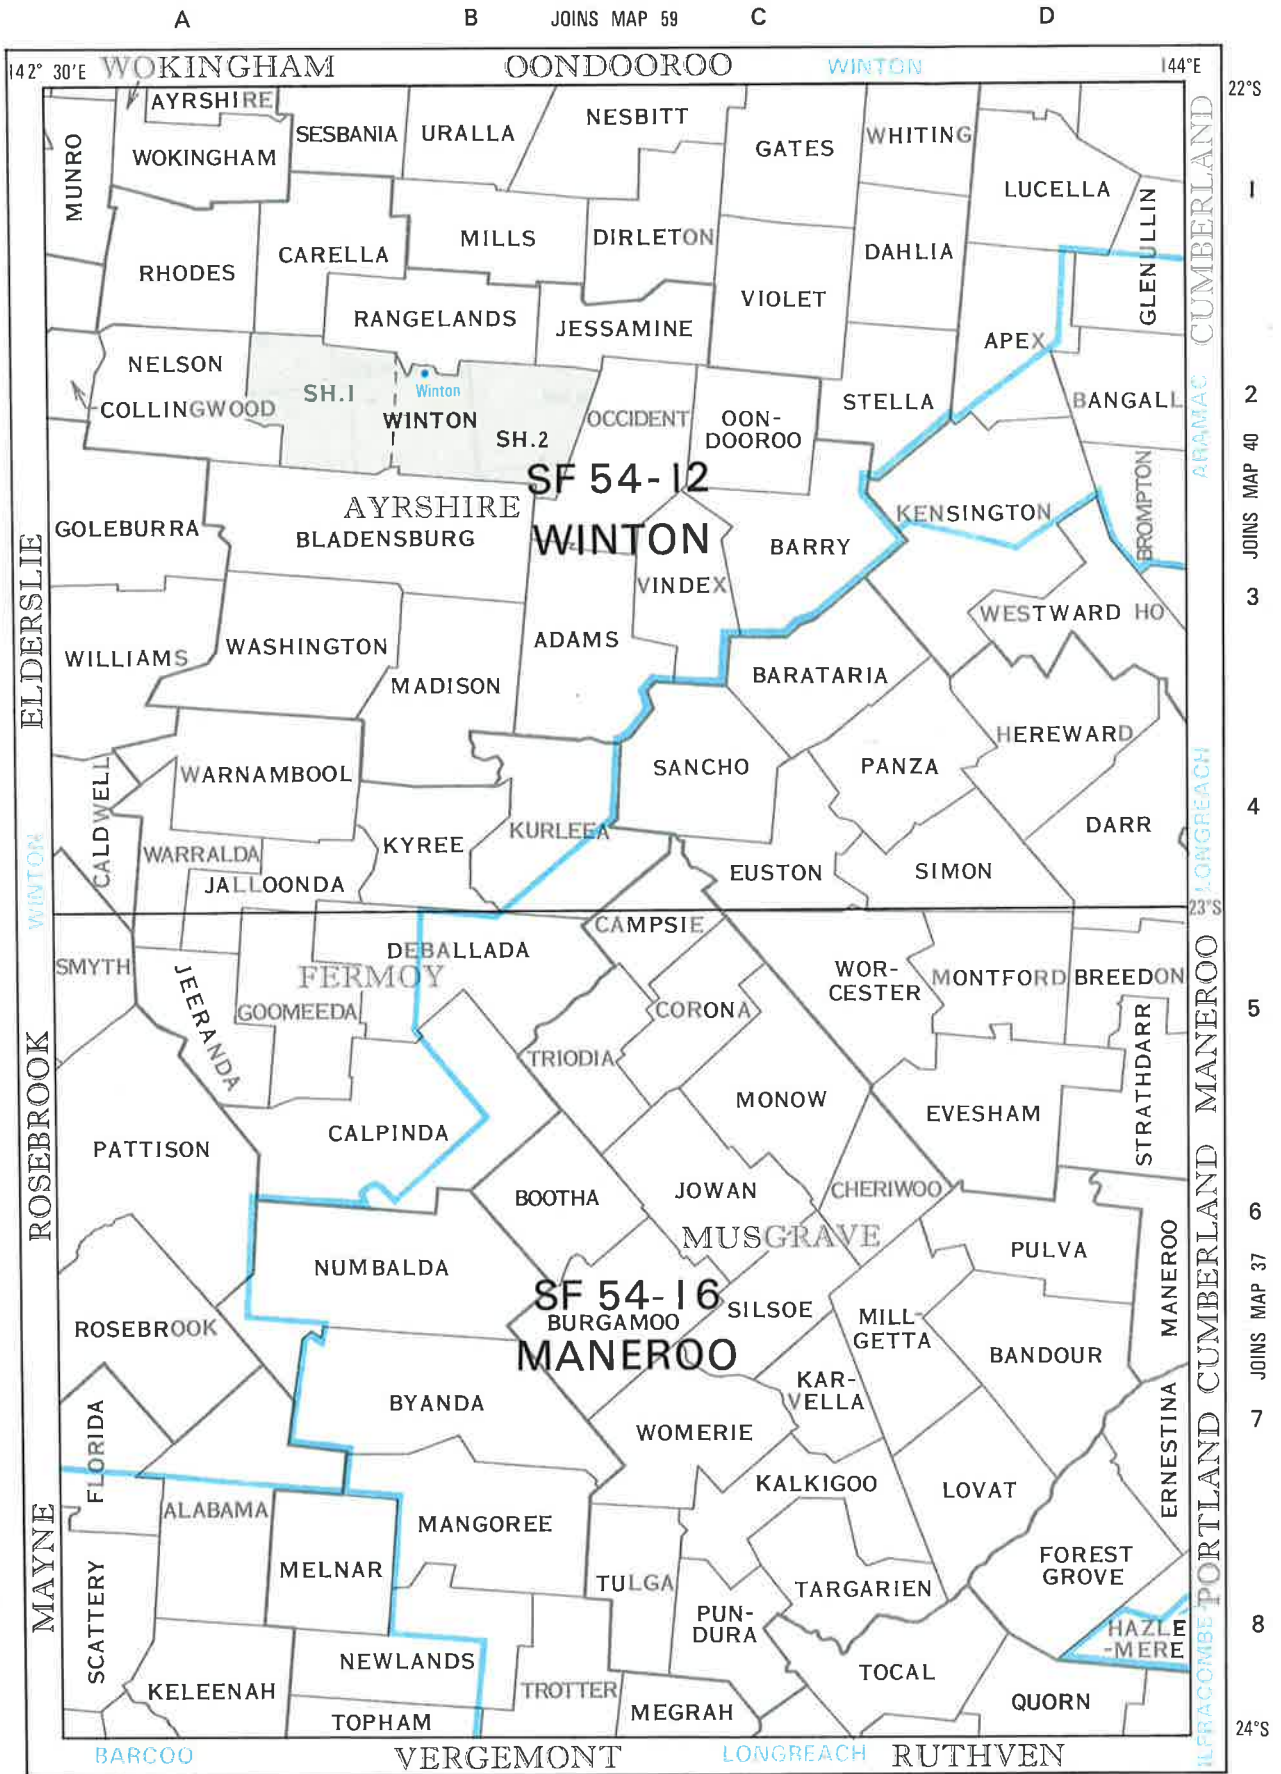 A B JOINS MAP 59 C D
142° 30'E WOKINGHAM OONDOOROO WINTON 144°E
22°S
AYRSHIRE
SESBANIA URALLA NESBITT
WOKINGHAM GATES WHITING
MUNRO LUCELLA CUMBERLAND
1
GLENULLIN
CARELLA MILLS DIRLETON DAHLIA
RHODES
VIOLET
RANGELANDS JESSAMINE
APEX
NELSON
SH.1 Winton
COLLINGWOOD WINTON OCCIDENT STELLA BANGALL 2
SH.2 OON-
DOOROO
ARAMAC
JOINS MAP 40
SF 54-12
AYRSHIRE KENSINGTON BROMPTON
GOLEBURRA BLADENSBURG WINTON BARRY
ELDERSLIE
VINDEX 3
WESTWARD HO
WILLIAMS WASHINGTON ADAMS
MADISON BARATARIA
HEREWARD
WARNAMBOOL SANCHO PANZA
LONGREACH
CALDWELL 4
KURLEEA DARR
WINTON
WARRALDA KYREE
JALLOONDA EUSTON SIMON
23°S
CAMPSIE
DEBALLADA
SMYTH FERMOY WOR-
CESTER MONTFORD BREEDON
JEERANDA GOOMEEDA CORONA 5
MANEROO
TRIODIA STRATHDARR
ROSEBROOK
MONOW EVESHAM
PATTISON CALPINDA
BOOTHA JOWAN CHERIWOO
6
MUSGRAVE PULVA
NUMBALDA MANEROO
CUMBERLAND
SF 54-16 SILSOE
ROSEBROOK BURGAMOO MILL-
GETTA
JOINS MAP 37
MANEROO BANDOUR
KAR-
VELLA
BYANDA 7
FLORIDA WOMERIE ERNESTINA
KALKIGOO LOVAT
PORTLAND
ALABAMA MANGOREE
MAYNE
MELNAR FOREST
GROVE
TULGA TARGARIEN
SCATTERY PUN-
DURA HAZLE
-MERE 8
NEWLANDS TOCAL
KELEENAH TROTTER QUORN
MEGRAH
TOPHAM ILFRACOMBE
24°S
BARCOO VERGEMONT LONGREACH RUTHVEN